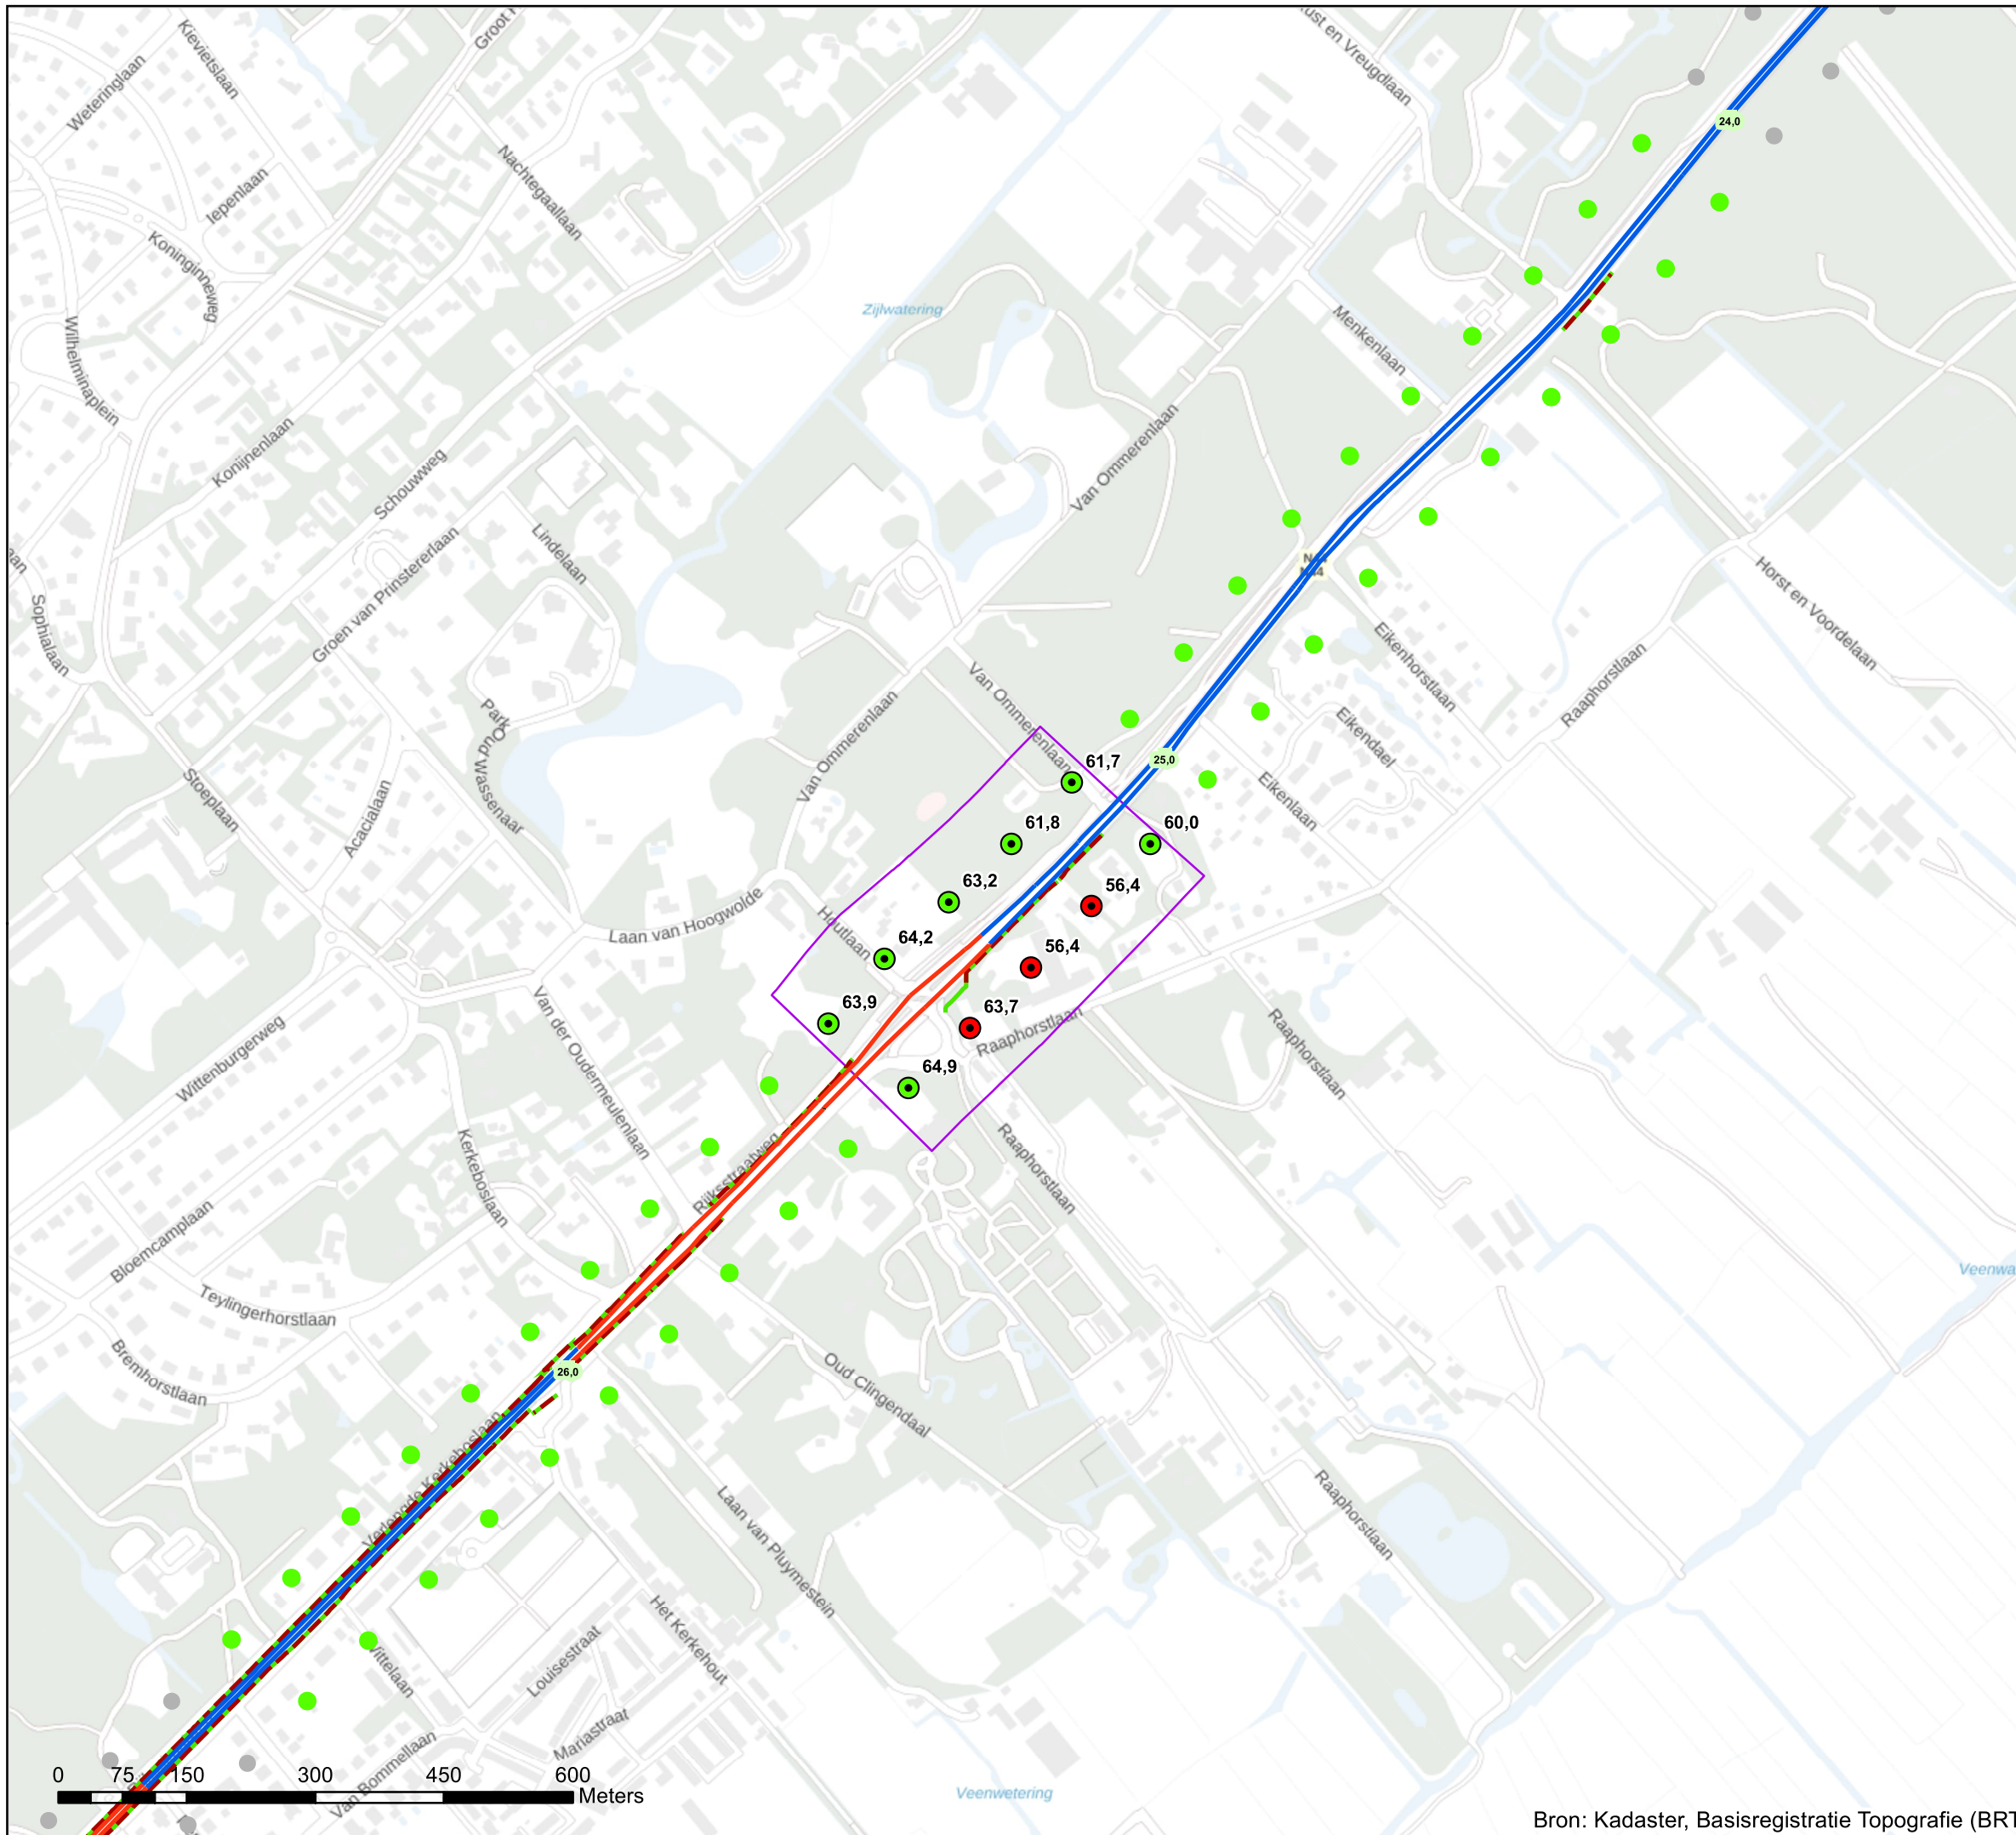 Kievietslaan
Weteringlaan
Iepenlaan
Koninginneweg
Wilhelminaplein
Nachtegaallaan
Konijnenlaan
Schouwweg
Groen van Prinstererlaan
Lindelaan
Sophialaan
Stoeplaan
Acacialaan
Park Oud Wassenaar
Zijlwatering
Van Ommerenlaan
Menkenlaan
24,0
Horst en Voordelaan
Raaphorstlaan
Eikenhorstlaan
Eikendael
Eikenlaan
Van Ommerenlaan
Van Ommerenlaan
25,0
61,7
61,8
60,0
63,2
56,4
64,2
56,4
63,9
63,7
64,9
Houtlaan
Laan van Hoogwolde
Raaphorstlaan
Raaphorstlaan
Raaphorstlaan
Wittenburgerweg
Van der Oudermeulenlaan
Kerkeboslaan
Rijksstraatweg
Bloemcamplaan
Teylingerhorstlaan
Bremhorstlaan
26,0
Verlengde Kerkeboslaan
Oud Clingendaal
Laan van Pluymestein
Raaphorstlaan
Het Kerkehout
Louisestraat
Mariastraat
Wittelaan
Van Bommellaan
Veenwetering
0 75 150 300 450 600
Meters
Bron: Kadaster, Basisregistratie Topografie (BRT